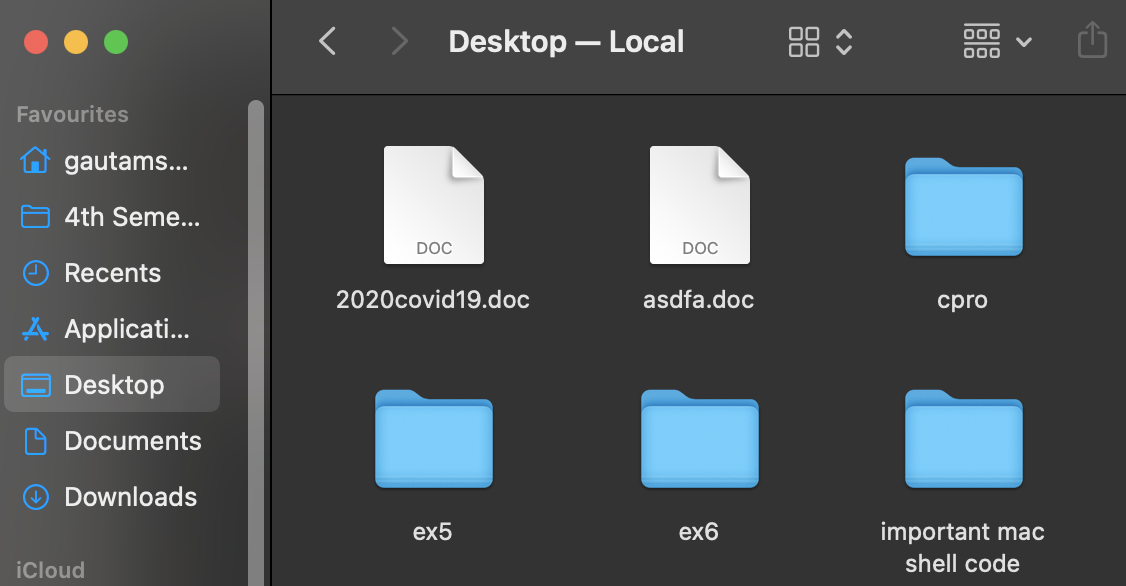 Desktop — Local
Favourites
gautams...
4th Seme...
Recents
Applicati...
Desktop
Documents
Downloads
iCloud
DOC
2020covid19.doc
DOC
asdfa.doc
cpro
ex5
ex6
important mac
shell code